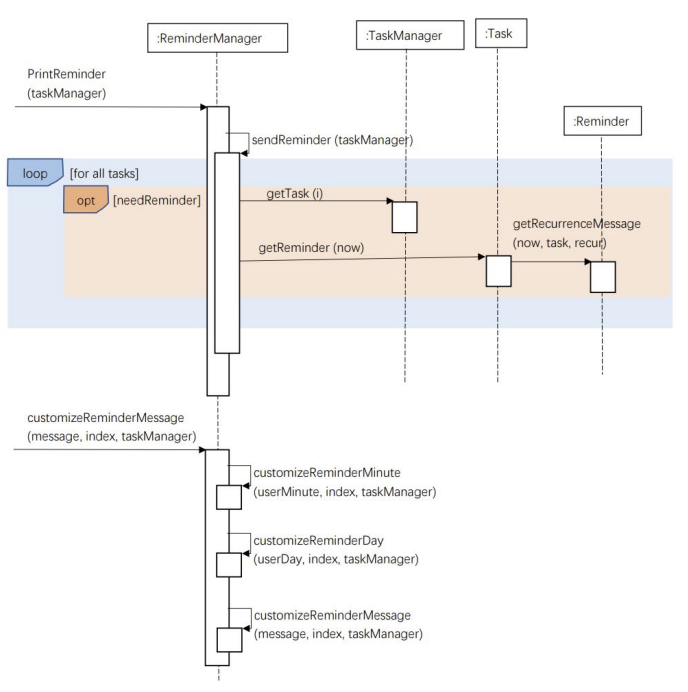 :ReminderManager
:TaskManager
:Task
PrintReminder
(taskManager)
:Reminder
sendReminder (taskManager)
loop
[for all tasks]
opt
[needReminder]
getTask (i)
getRecurrenceMessage
(now, task, recur)
getReminder (now)
customizeReminderMessage
(message, index, taskManager)
customizeReminderMinute
(userMinute, index, taskManager)
customizeReminderDay
(userDay, index, taskManager)
customizeReminderMessage
(message, index, taskManager)